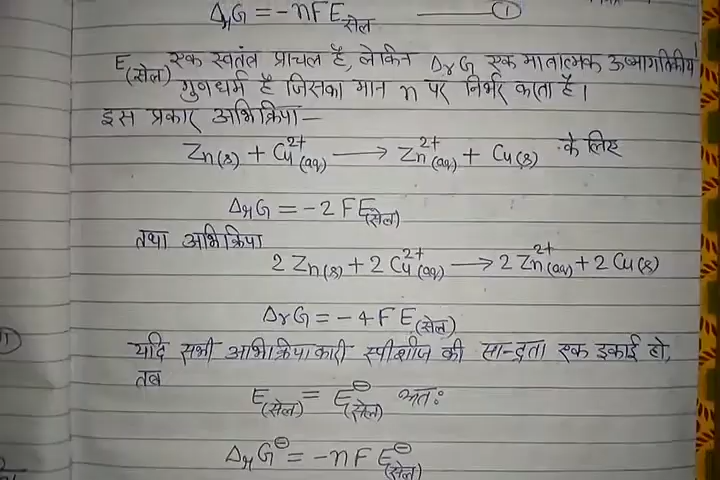 ΔrG = -nFE(सेल) ——— ①
E(सेल) एक स्वतंत्र प्राचल है, लेकिन ΔrG एक मात्रात्मक ऊष्मागतिकीय
गुणधर्म है जिसका मान n पर निर्भर करता है।
इस प्रकार अभिक्रिया —
Zn(s) + Cu²⁺(aq) ⟶ Zn²⁺(aq) + Cu(s) के लिए
ΔrG = -2FE(सेल)
तथा अभिक्रिया
2Zn(s) + 2Cu²⁺(aq) ⟶ 2Zn²⁺(aq) + 2Cu(s)
ΔrG = -4FE(सेल)
यदि सभी अभिक्रियाकारी स्पीशीज की सान्द्रता एक इकाई हो,
तब
E(सेल) = E⊖(सेल) अतः
ΔrG⊖ = -nFE⊖(सेल)